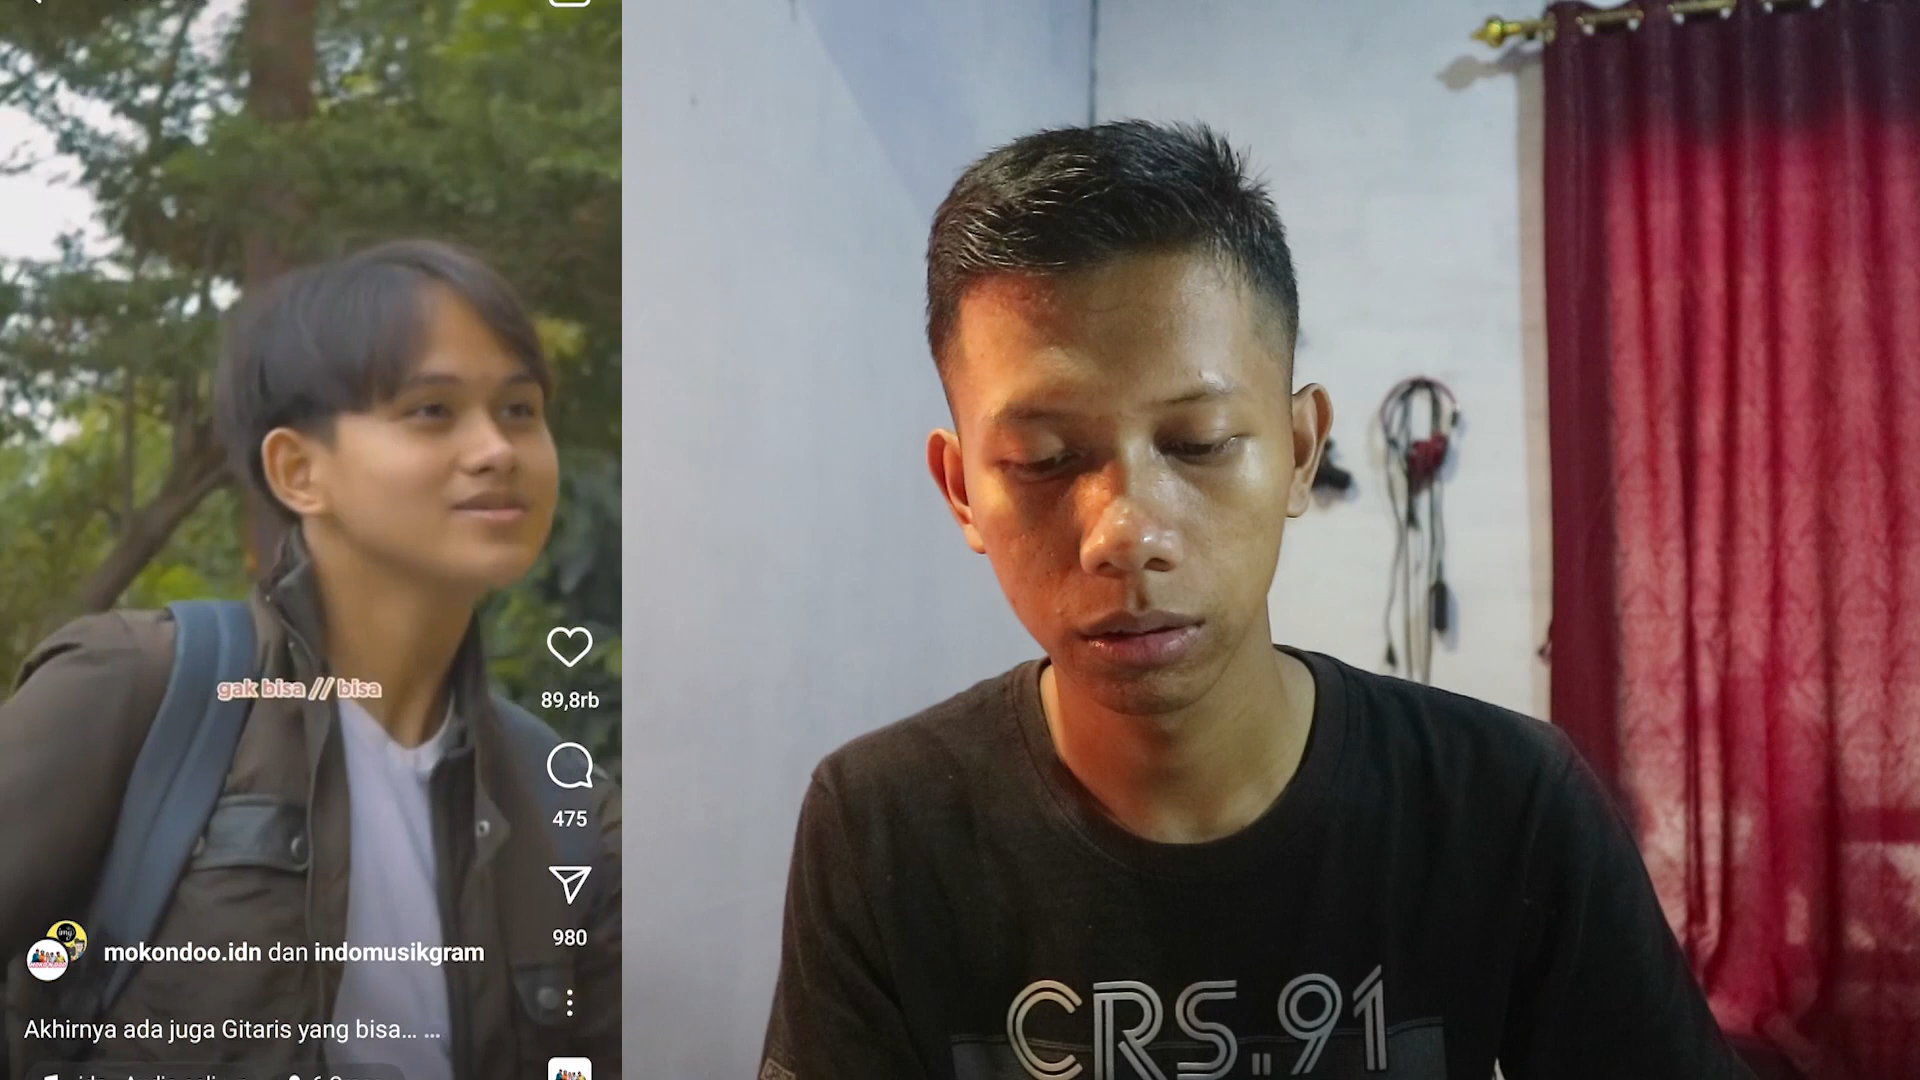 gak bisa // bisa
89,8rb
475
980
mokondoo.idn dan indomusikgram
Akhirnya ada juga Gitaris yang bisa... ...
CRS.91